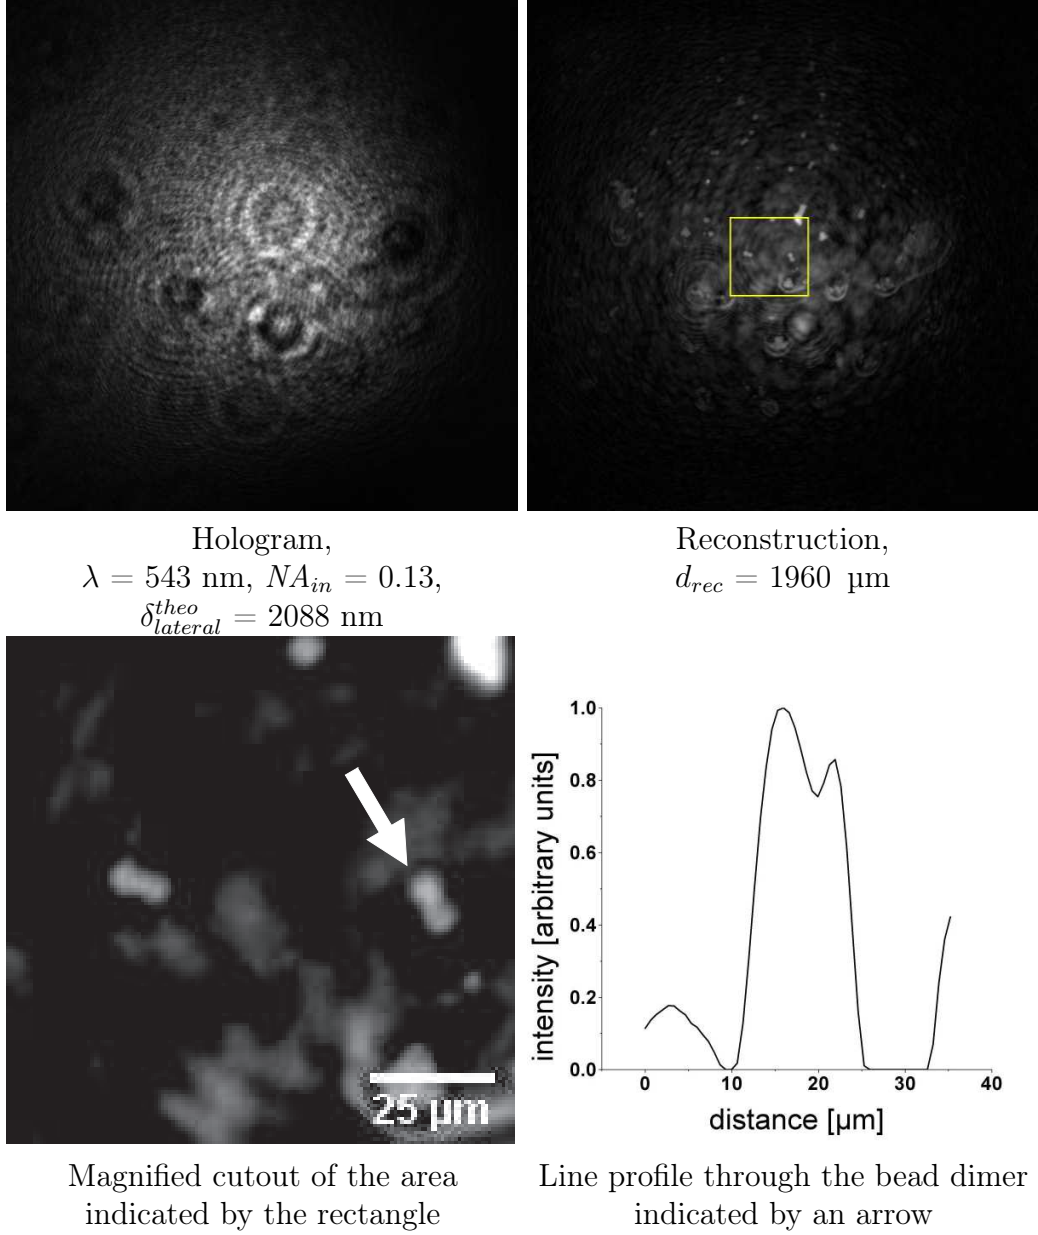 Hologram,
λ = 543 nm, NA_in = 0.13,
δ^theo_lateral = 2088 nm
Reconstruction,
d_rec = 1960 µm
25 µm
intensity [arbitrary units]
1.0
0.8
0.6
0.4
0.2
0.0
0 10 20 30 40
distance [µm]
Magnified cutout of the area
indicated by the rectangle
Line profile through the bead dimer
indicated by an arrow